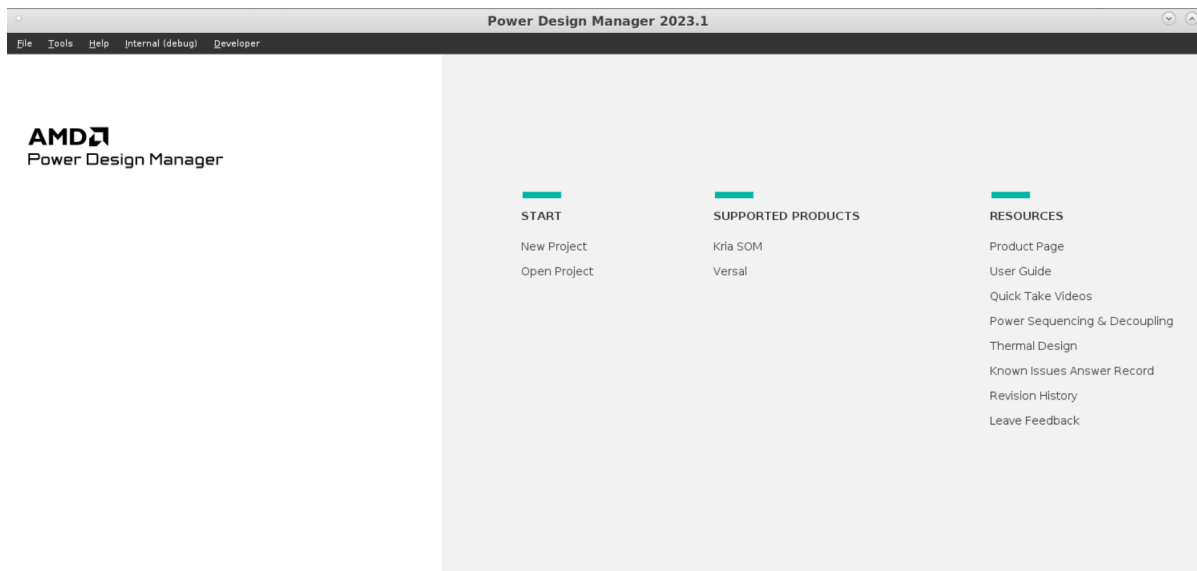 Power Design Manager 2023.1
File Tools Help Internal (debug) Developer
AMD
Power Design Manager
START
New Project
Open Project
SUPPORTED PRODUCTS
Kria SOM
Versal
RESOURCES
Product Page
User Guide
Quick Take Videos
Power Sequencing & Decoupling
Thermal Design
Known Issues Answer Record
Revision History
Leave Feedback